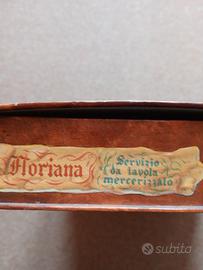 Floriana
Servizio
da tavola
mercerizzato
subito